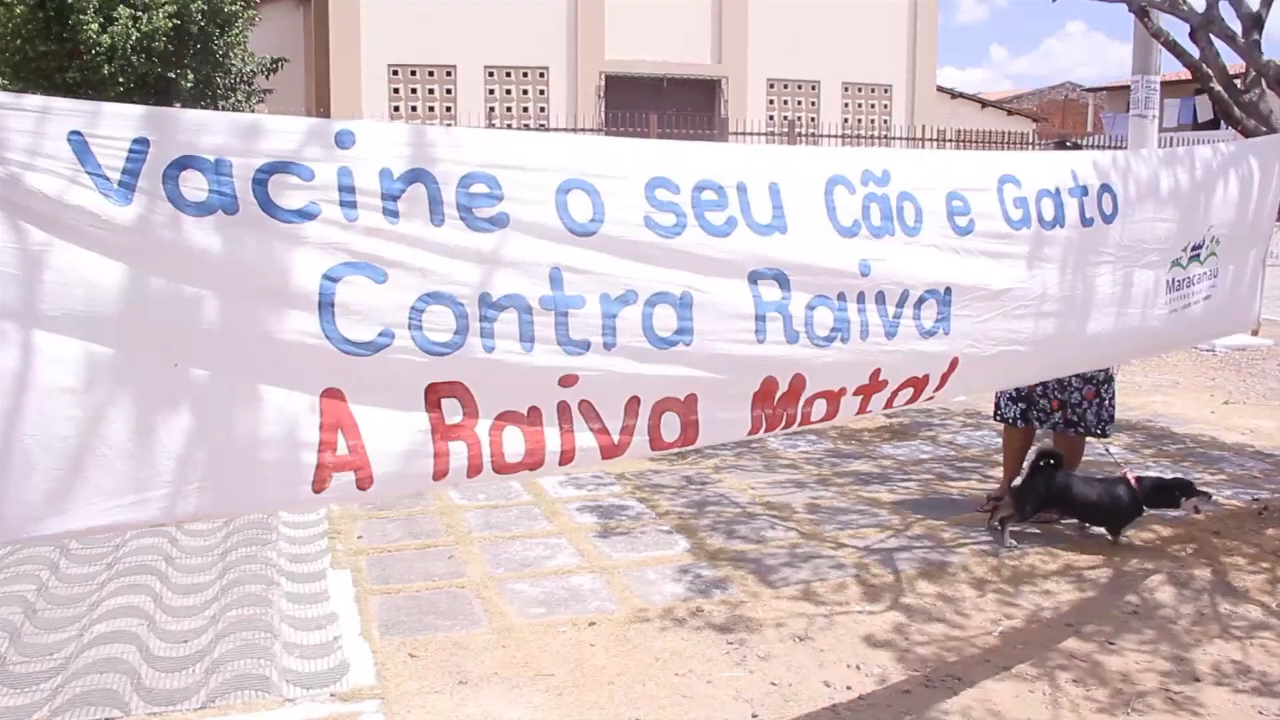 Vacine o seu Cão e Gato
Contra Raiva
A Raiva Mata!
Maracanaú